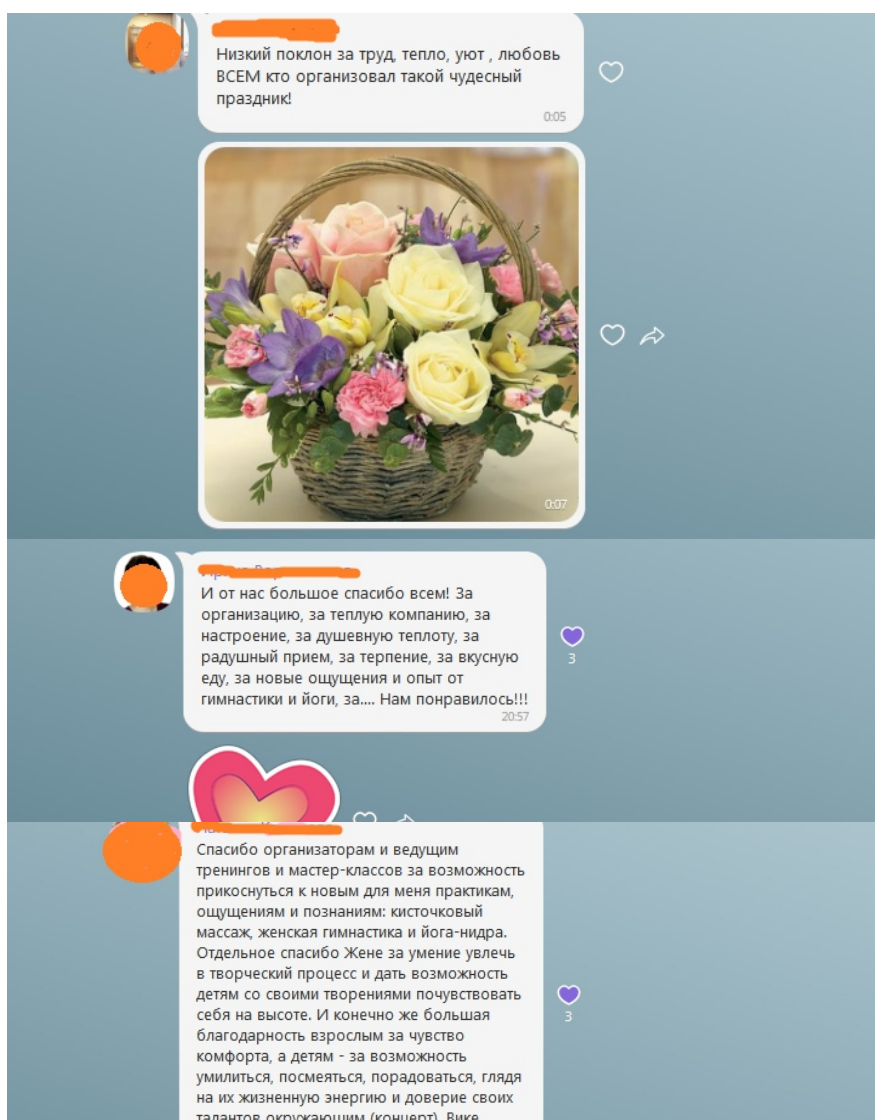 Низкий поклон за труд, тепло, уют , любовь
ВСЕМ кто организовал такой чудесный
праздник!
0:05
0:07
И от нас большое спасибо всем! За
организацию, за теплую компанию, за
настроение, за душевную теплоту, за
радушный прием, за терпение, за вкусную
еду, за новые ощущения и опыт от
гимнастики и йоги, за.... Нам понравилось!!!
20:57
3
Спасибо организаторам и ведущим
тренингов и мастер-классов за возможность
прикоснуться к новым для меня практикам,
ощущениям и познаниям: кисточковый
массаж, женская гимнастика и йога-нидра.
Отдельное спасибо Жене за умение увлечь
в творческий процесс и дать возможность
детям со своими творениями почувствовать
себя на высоте. И конечно же большая
благодарность взрослым за чувство
комфорта, а детям - за возможность
умилиться, посмеяться, порадоваться, глядя
на их жизненную энергию и доверие своих
талантов окружающим (концерт). Вике
3